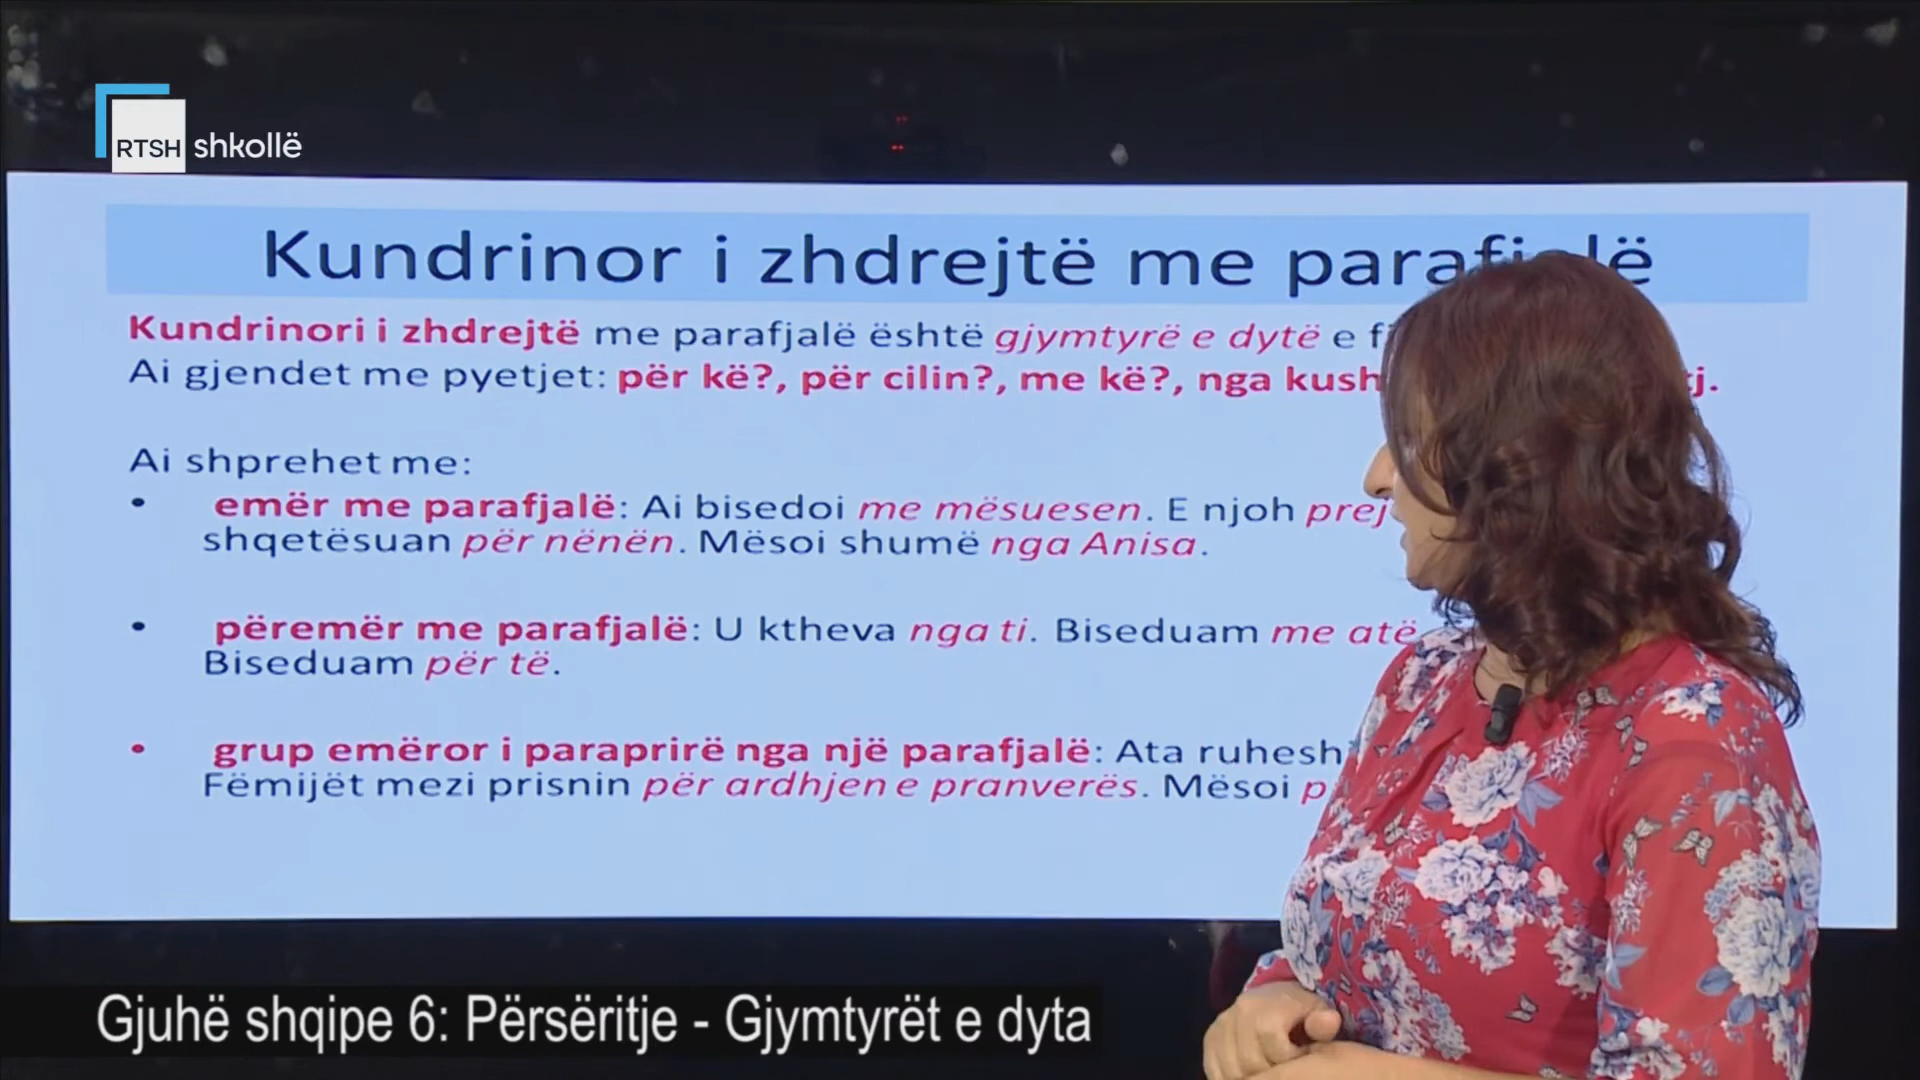 RTSH shkollë
Kundrinor i zhdrejtë me parafjalë
Kundrinori i zhdrejtë me parafjalë është gjymtyrë e dytë e
Ai gjendet me pyetjet: për kë?, për cilin?, me kë?, nga kush
Ai shprehet me:
• emër me parafjalë: Ai bisedoi me mësuesen. E njoh prej
shqetësuan për nënën. Mësoi shumë nga Anisa.
• përemër me parafjalë: U ktheva nga ti. Biseduam me atë
Biseduam për të.
• grup emëror i paraprirë nga një parafjalë: Ata ruheshi
Fëmijët mezi prisnin për ardhjen e pranverës. Mësoi
Gjuhë shqipe 6: Përsëritje - Gjymtyrët e dyta